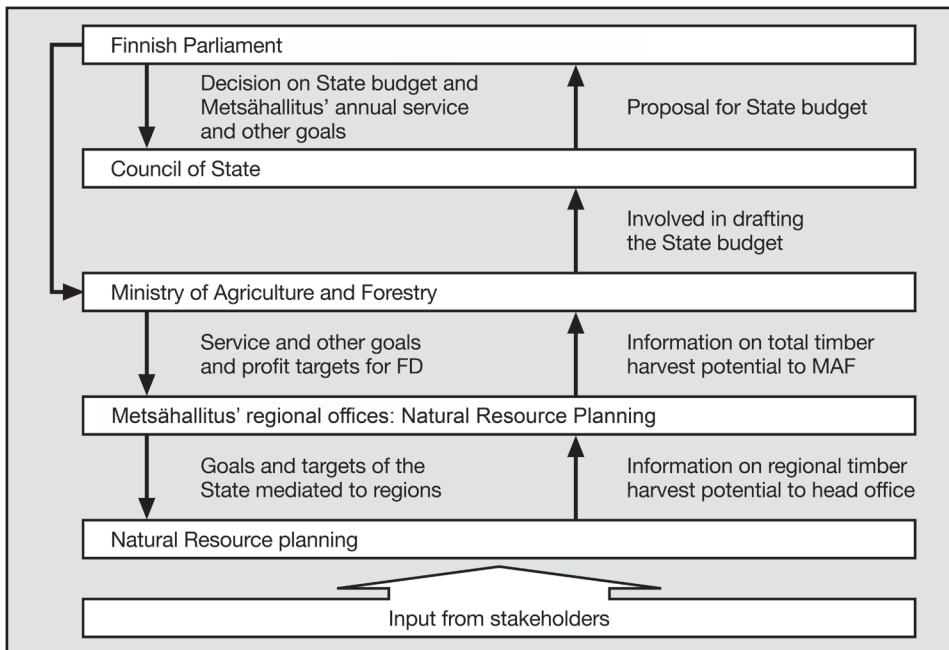 Finnish Parliament
Decision on State budget and
Metsähallitus’ annual service
and other goals
Proposal for State budget
Council of State
Involved in drafting
the State budget
Ministry of Agriculture and Forestry
Service and other goals
and profit targets for FD
Information on total timber
harvest potential to MAF
Metsähallitus’ regional offices: Natural Resource Planning
Goals and targets of the
State mediated to regions
Information on regional timber
harvest potential to head office
Natural Resource planning
Input from stakeholders